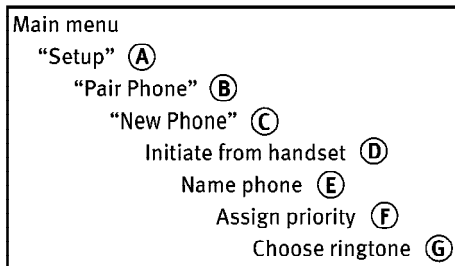 Main menu
“Setup” Ⓐ
“Pair Phone” Ⓑ
“New Phone” Ⓒ
Initiate from handset Ⓓ
Name phone Ⓔ
Assign priority Ⓕ
Choose ringtone Ⓖ